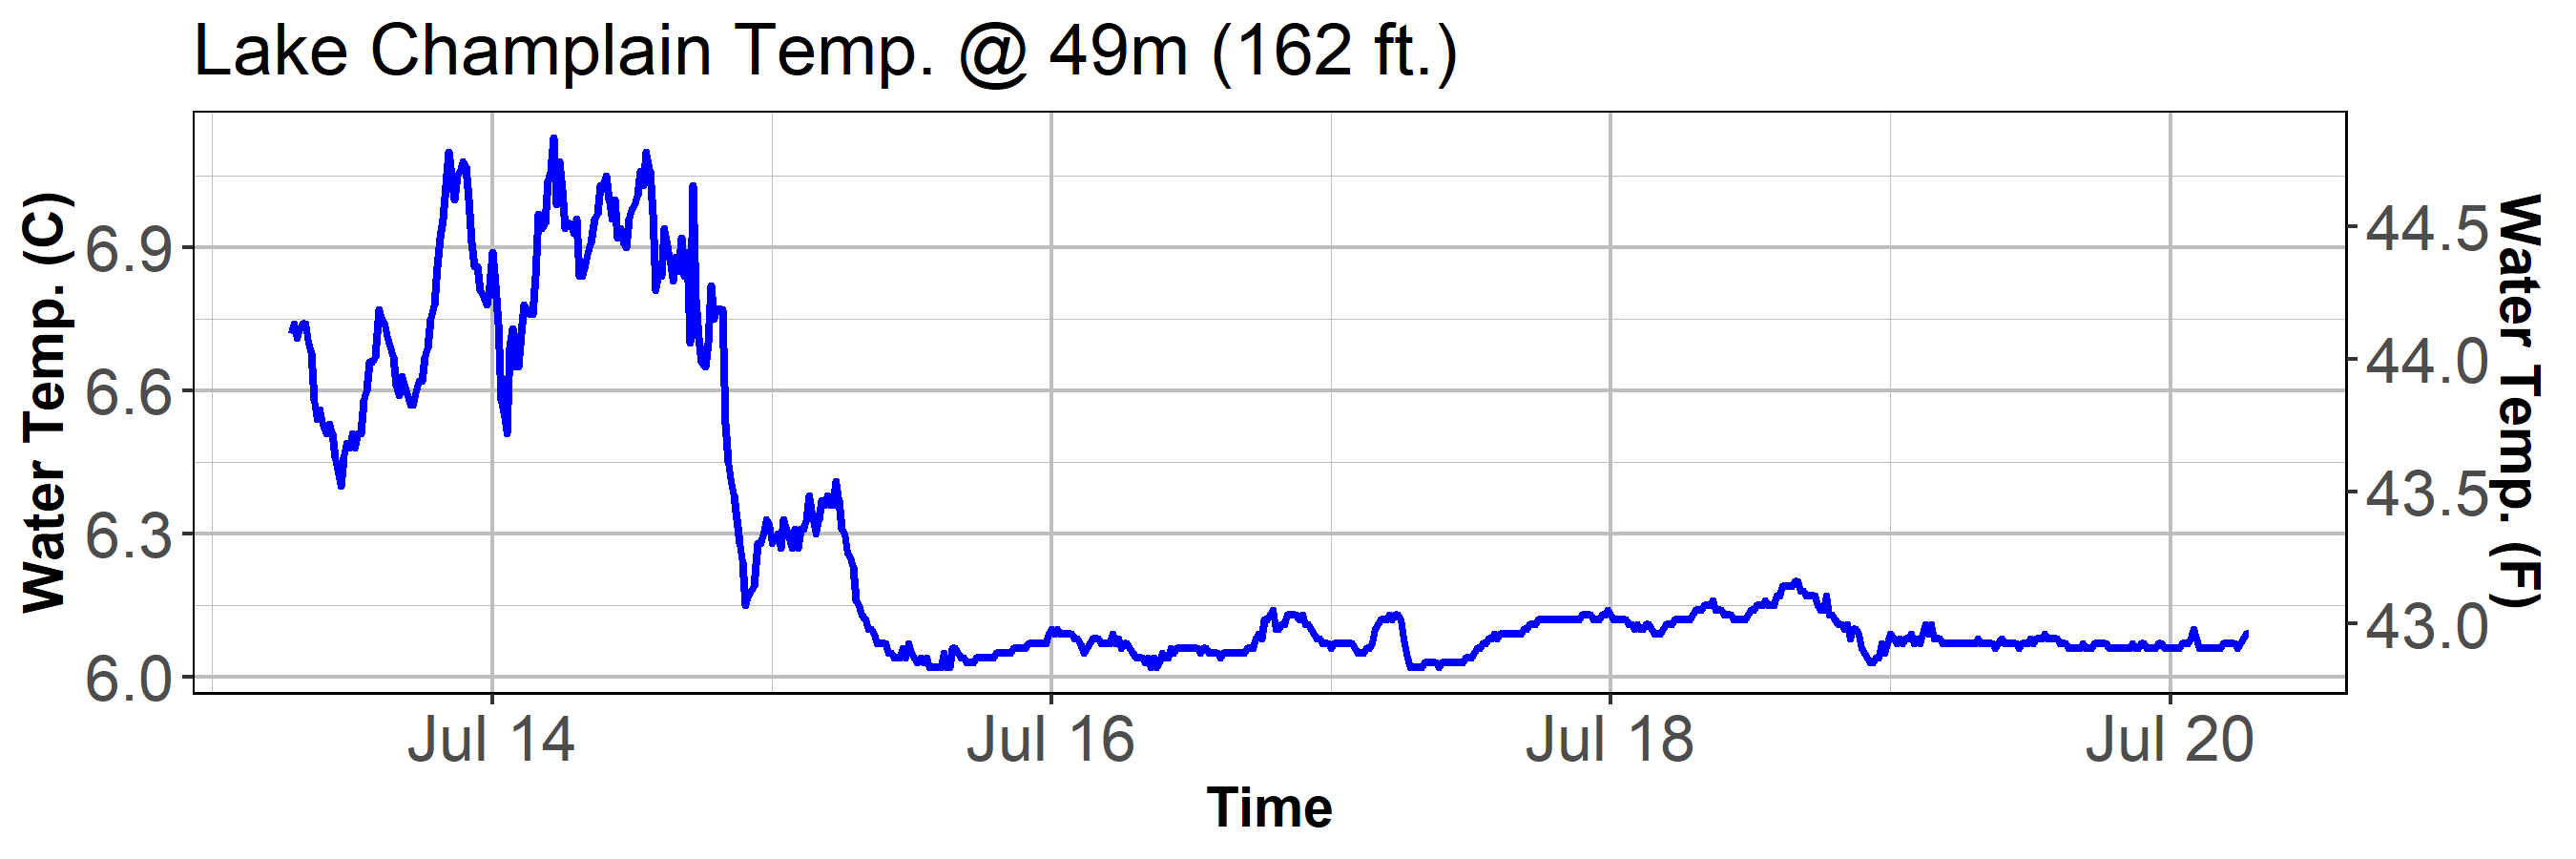 Lake Champlain Temp. @ 49m (162 ft.)
Water Temp. (C)
6.9
6.6
6.3
6.0
44.5
44.0
43.5
43.0
Water Temp. (F)
Jul 14
Jul 16
Jul 18
Jul 20
Time